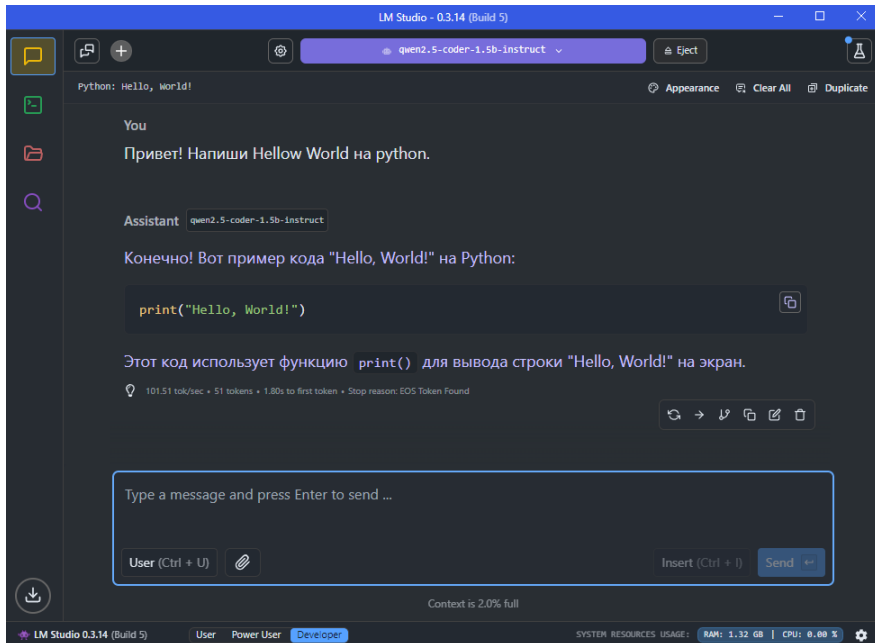 LM Studio - 0.3.14 (Build 5)
qwen2.5-coder-1.5b-instruct
Eject
Python: Hello, World!
Appearance Clear All Duplicate
You
Привет! Напиши Hellow World на python.
Assistant qwen2.5-coder-1.5b-instruct
Конечно! Вот пример кода "Hello, World!" на Python:
print("Hello, World!")
Этот код использует функцию print() для вывода строки "Hello, World!" на экран.
101.51 tok/sec • 51 tokens • 1.80s to first token • Stop reason: EOS Token Found
Type a message and press Enter to send ...
User (Ctrl + U) Insert (Ctrl + I) Send
Context is 2.0% full
LM Studio 0.3.14 (Build 5) User Power User Developer SYSTEM RESOURCES USAGE: RAM: 1.32 GB | CPU: 0.00 %